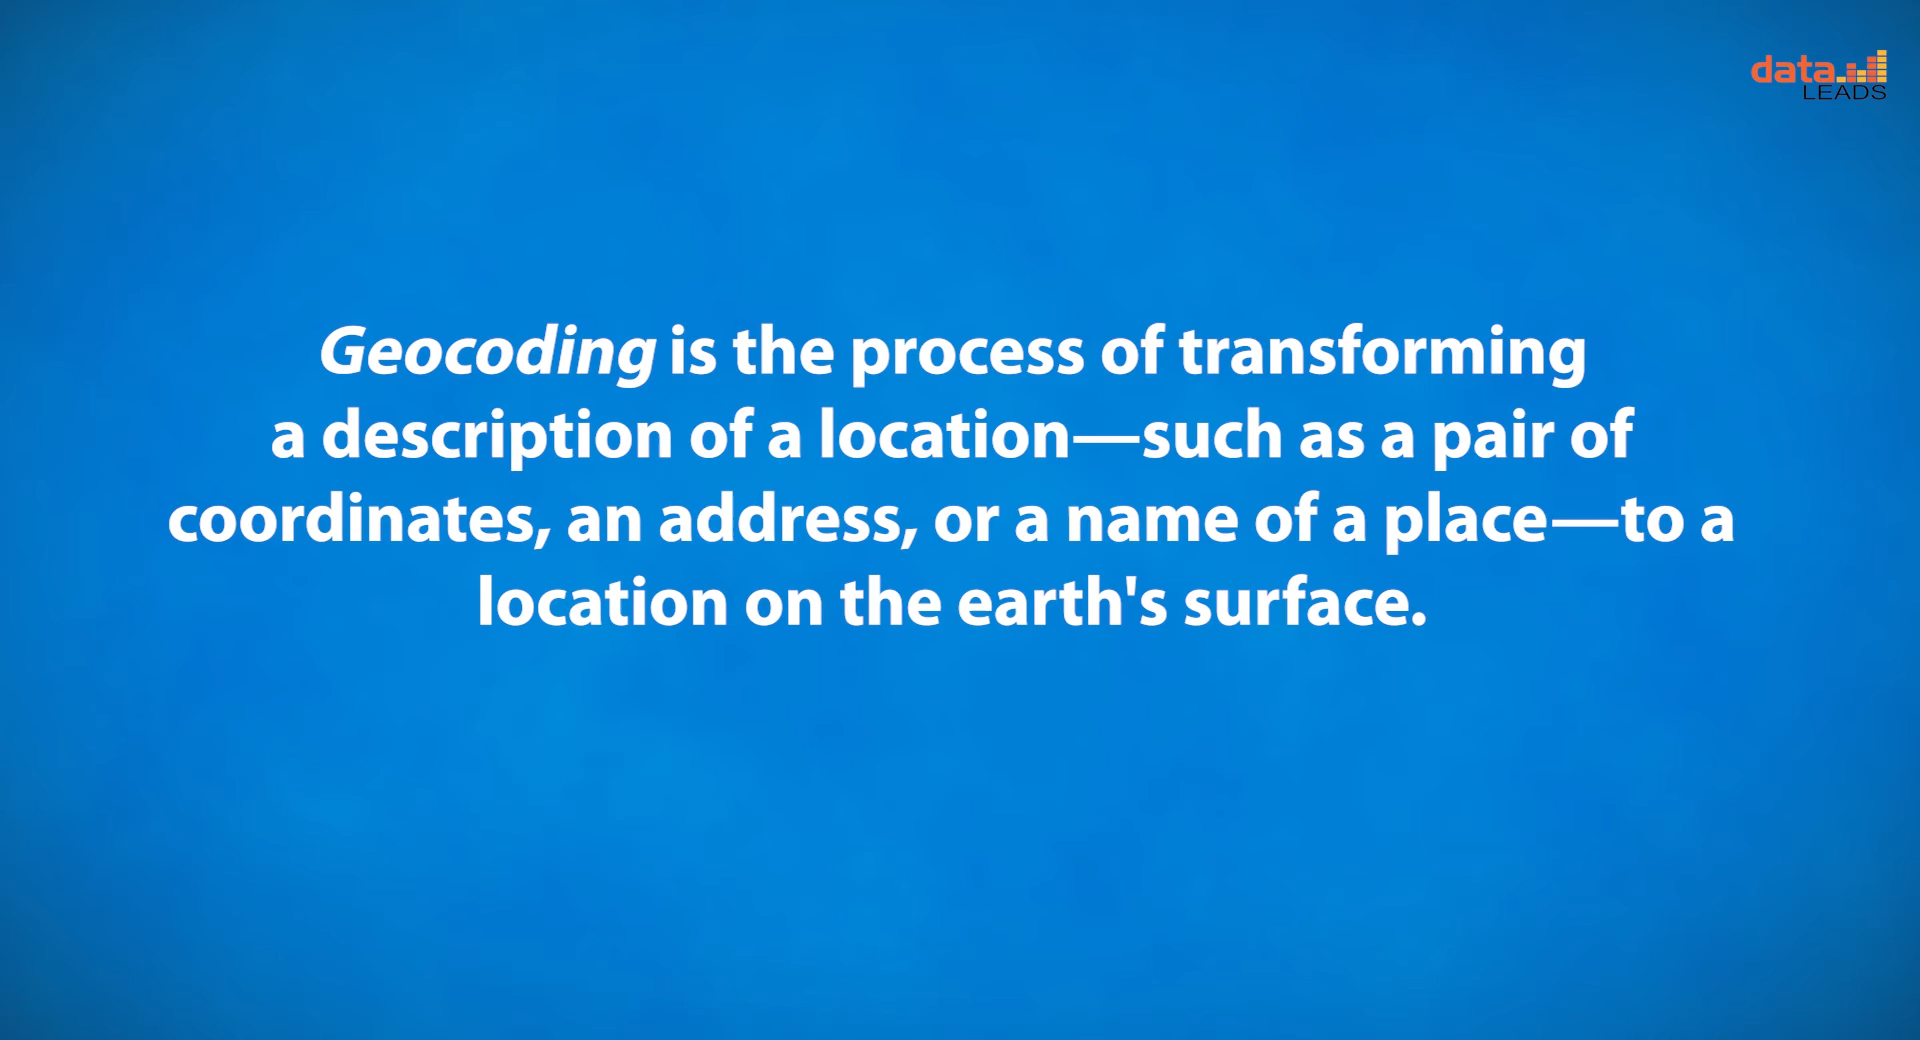 data
LEADS
Geocoding is the process of transforming
a description of a location—such as a pair of
coordinates, an address, or a name of a place—to a
location on the earth's surface.